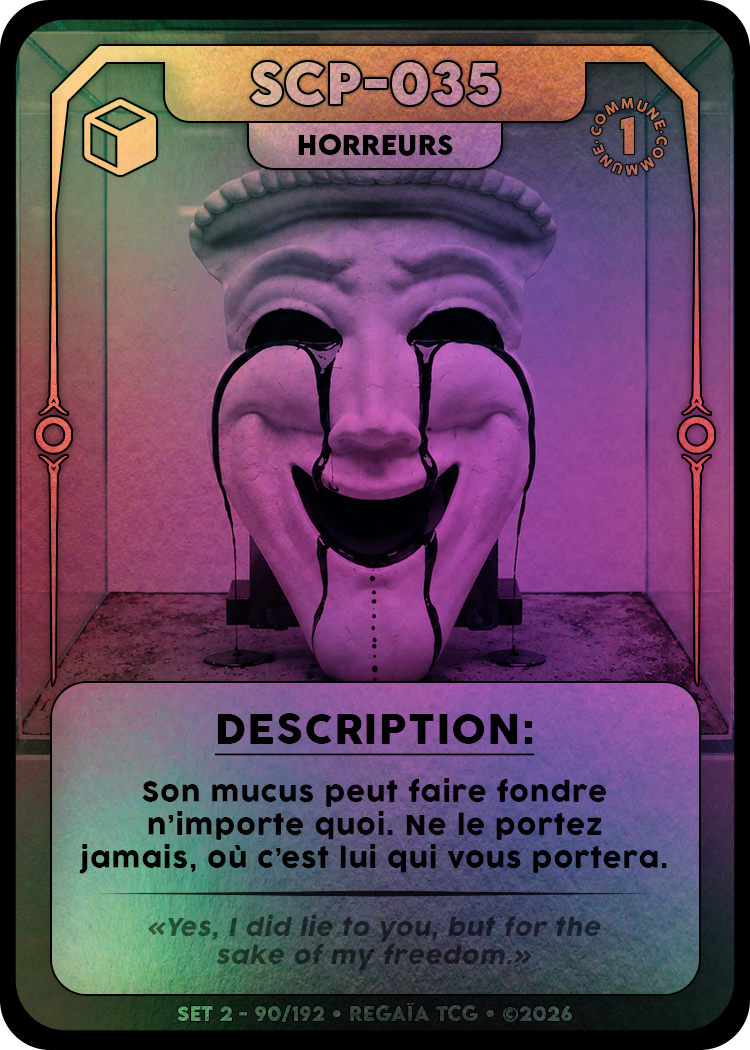 SCP-035
HORREURS
COMMUNE·COMMUNE·
1
DESCRIPTION:
Son mucus peut faire fondre
n’importe quoi. Ne le portez
jamais, où c’est lui qui vous portera.
«Yes, I did lie to you, but for the
sake of my freedom.»
SET 2 - 90/192 • REGAÏA TCG • ©2026